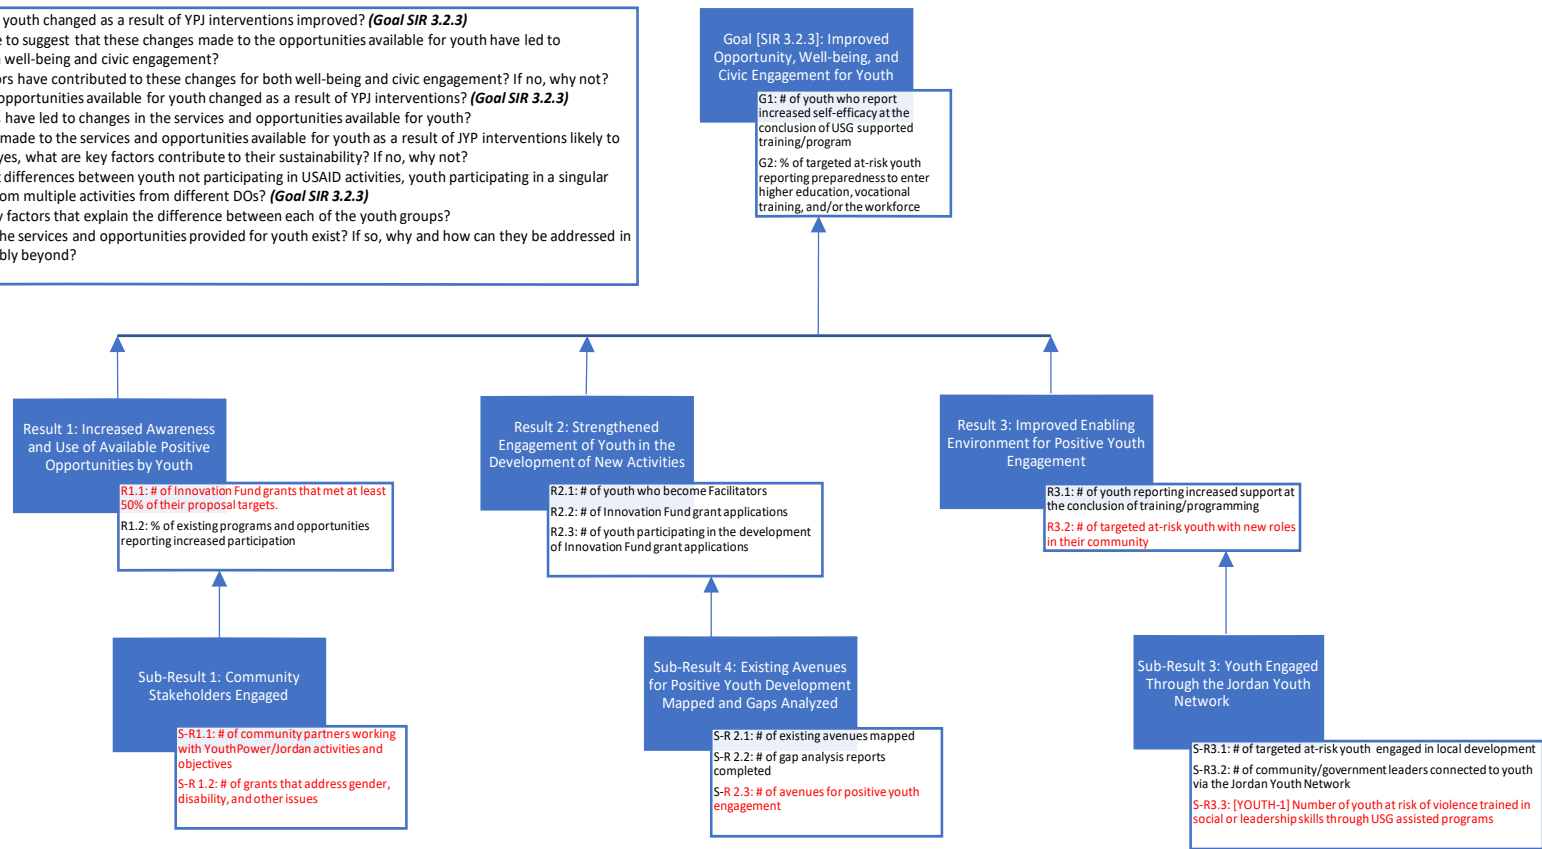 youth changed as a result of YPJ interventions improved? (Goal SIR 3.2.3)
e to suggest that these changes made to the opportunities available for youth have led to
well-being and civic engagement?
ors have contributed to these changes for both well-being and civic engagement? If no, why not?
opportunities available for youth changed as a result of YPJ interventions? (Goal SIR 3.2.3)
have led to changes in the services and opportunities available for youth?
made to the services and opportunities available for youth as a result of JYP interventions likely to
yes, what are key factors contribute to their sustainability? If no, why not?
differences between youth not participating in USAID activities, youth participating in a singular
om multiple activities from different DOs? (Goal SIR 3.2.3)
y factors that explain the difference between each of the youth groups?
he services and opportunities provided for youth exist? If so, why and how can they be addressed in
bly beyond?
Goal [SIR 3.2.3]: Improved
Opportunity, Well-being, and
Civic Engagement for Youth
G1: # of youth who report
increased self-efficacy at the
conclusion of USG supported
training/program
G2: % of targeted at-risk youth
reporting preparedness to enter
higher education, vocational
training, and/or the workforce
Result 1: Increased Awareness
and Use of Available Positive
Opportunities by Youth
R1.1: # of Innovation Fund grants that met at least
50% of their proposal targets.
R1.2: % of existing programs and opportunities
reporting increased participation
Result 2: Strengthened
Engagement of Youth in the
Development of New Activities
R2.1: # of youth who become Facilitators
R2.2: # of Innovation Fund grant applications
R2.3: # of youth participating in the development
of Innovation Fund grant applications
Result 3: Improved Enabling
Environment for Positive Youth
Engagement
R3.1: # of youth reporting increased support at
the conclusion of training/programming
R3.2: # of targeted at-risk youth with new roles
in their community
Sub-Result 1: Community
Stakeholders Engaged
S-R1.1: # of community partners working
with YouthPower/Jordan activities and
objectives
S-R 1.2: # of grants that address gender,
disability, and other issues
Sub-Result 4: Existing Avenues
for Positive Youth Development
Mapped and Gaps Analyzed
S-R 2.1: # of existing avenues mapped
S-R 2.2: # of gap analysis reports
completed
S-R 2.3: # of avenues for positive youth
engagement
Sub-Result 3: Youth Engaged
Through the Jordan Youth
Network
S-R3.1: # of targeted at-risk youth engaged in local development
S-R3.2: # of community/government leaders connected to youth
via the Jordan Youth Network
S-R3.3: [YOUTH-1] Number of youth at risk of violence trained in
social or leadership skills through USG assisted programs